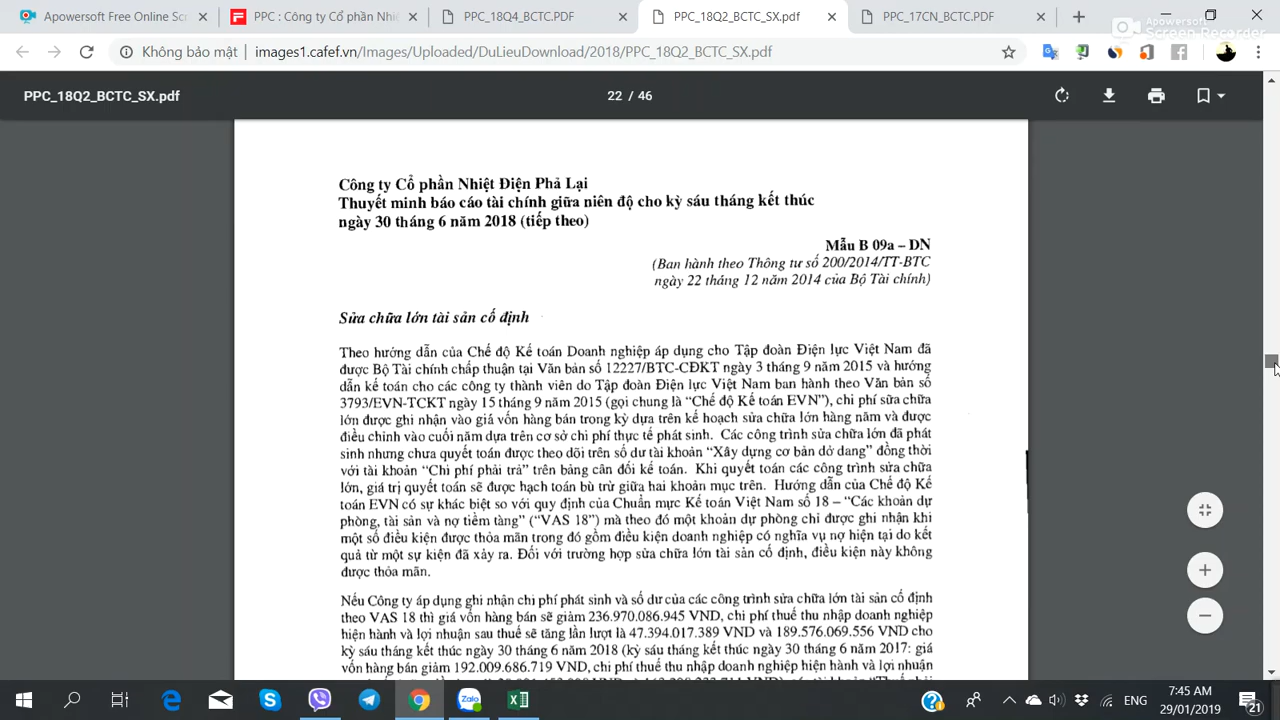 Apowersoft Free Online Scr
PPC : Công ty Cổ phần Nhiệt
PPC_18Q4_BCTC.PDF
PPC_18Q2_BCTC_SX.pdf
PPC_17CN_BCTC.PDF
Apowersoft
Screen Recorder
Không bảo mật
images1.cafef.vn/Images/Uploaded/DuLieuDownload/2018/PPC_18Q2_BCTC_SX.pdf
PPC_18Q2_BCTC_SX.pdf
22 / 46
Công ty Cổ phần Nhiệt Điện Phả Lại
Thuyết minh báo cáo tài chính giữa niên độ cho kỳ sáu tháng kết thúc
ngày 30 tháng 6 năm 2018 (tiếp theo)
Mẫu B 09a – DN
(Ban hành theo Thông tư số 200/2014/TT-BTC
ngày 22 tháng 12 năm 2014 của Bộ Tài chính)
Sửa chữa lớn tài sản cố định
Theo hướng dẫn của Chế độ Kế toán Doanh nghiệp áp dụng cho Tập đoàn Điện lực Việt Nam đã
được Bộ Tài chính chấp thuận tại Văn bản số 12227/BTC-CĐKT ngày 3 tháng 9 năm 2015 và hướng
dẫn kế toán cho các công ty thành viên do Tập đoàn Điện lực Việt Nam ban hành theo Văn bản số
3793/EVN-TCKT ngày 15 tháng 9 năm 2015 (gọi chung là “Chế độ Kế toán EVN”), chi phí sữa chữa
lớn được ghi nhận vào giá vốn hàng bán trong kỳ dựa trên kế hoạch sửa chữa lớn hàng năm và được
điều chỉnh vào cuối năm dựa trên cơ sở chi phí thực tế phát sinh. Các công trình sửa chữa lớn đã phát
sinh nhưng chưa quyết toán được theo dõi trên số dư tài khoản “Xây dựng cơ bản dở dang” đồng thời
với tài khoản “Chi phí phải trả” trên bảng cân đối kế toán. Khi quyết toán các công trình sửa chữa
lớn, giá trị quyết toán sẽ được hạch toán bù trừ giữa hai khoản mục trên. Hướng dẫn của Chế độ Kế
toán EVN có sự khác biệt so với quy định của Chuẩn mực Kế toán Việt Nam số 18 – “Các khoản dự
phòng, tài sản và nợ tiềm tàng” (“VAS 18”) mà theo đó một khoản dự phòng chỉ được ghi nhận khi
một số điều kiện được thỏa mãn trong đó gồm điều kiện doanh nghiệp có nghĩa vụ nợ hiện tại do kết
quả từ một sự kiện đã xảy ra. Đối với trường hợp sửa chữa lớn tài sản cố định, điều kiện này không
được thỏa mãn.
Nếu Công ty áp dụng ghi nhận chi phí phát sinh và số dư của các công trình sửa chữa lớn tài sản cố định
theo VAS 18 thì giá vốn hàng bán sẽ giảm 236.970.086.945 VND, chi phí thuế thu nhập doanh nghiệp
hiện hành và lợi nhuận sau thuế sẽ tăng lần lượt là 47.394.017.389 VND và 189.576.069.556 VND cho
kỳ sáu tháng kết thúc ngày 30 tháng 6 năm 2018 (kỳ sáu tháng kết thúc ngày 30 tháng 6 năm 2017: giá
vốn hàng bán giảm 192.009.686.719 VND, chi phí thuế thu nhập doanh nghiệp hiện hành và lợi nhuận
Zalo
ENG
7:45 AM
29/01/2019
21